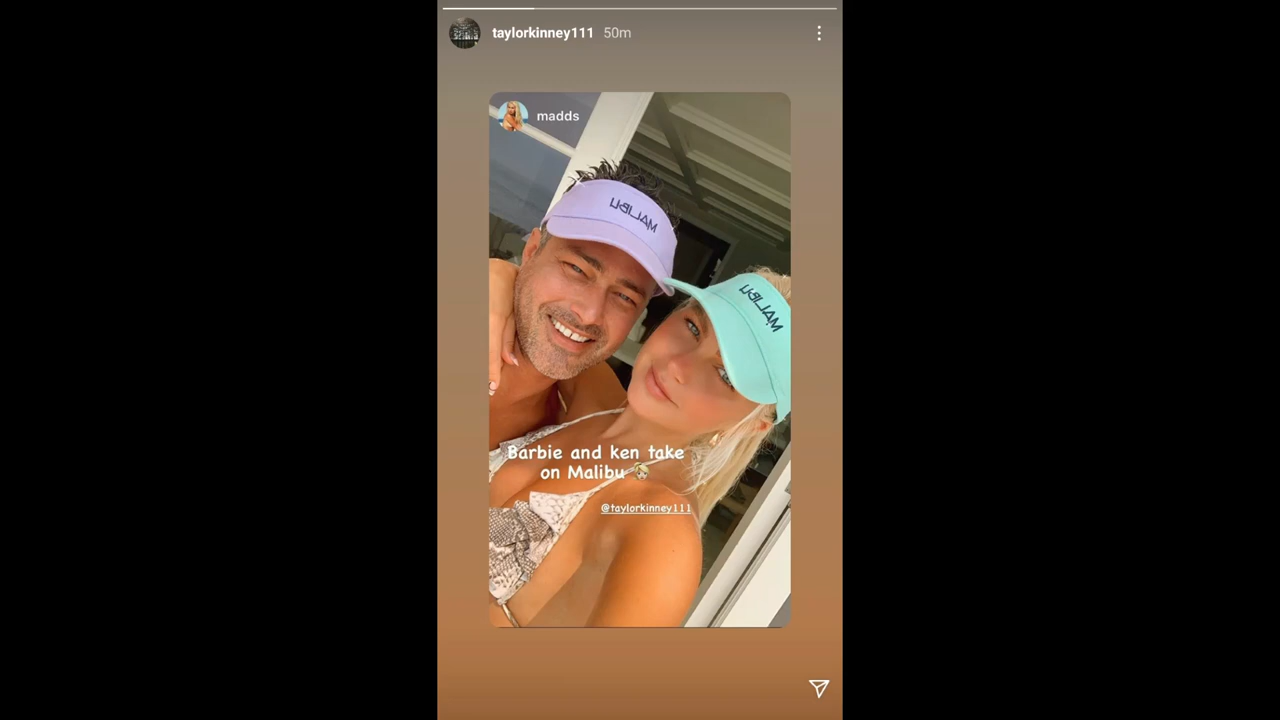 taylorkinney111 50m
madds
MALIBU
MALIBU
Barbie and ken take
on Malibu
@taylorkinney111